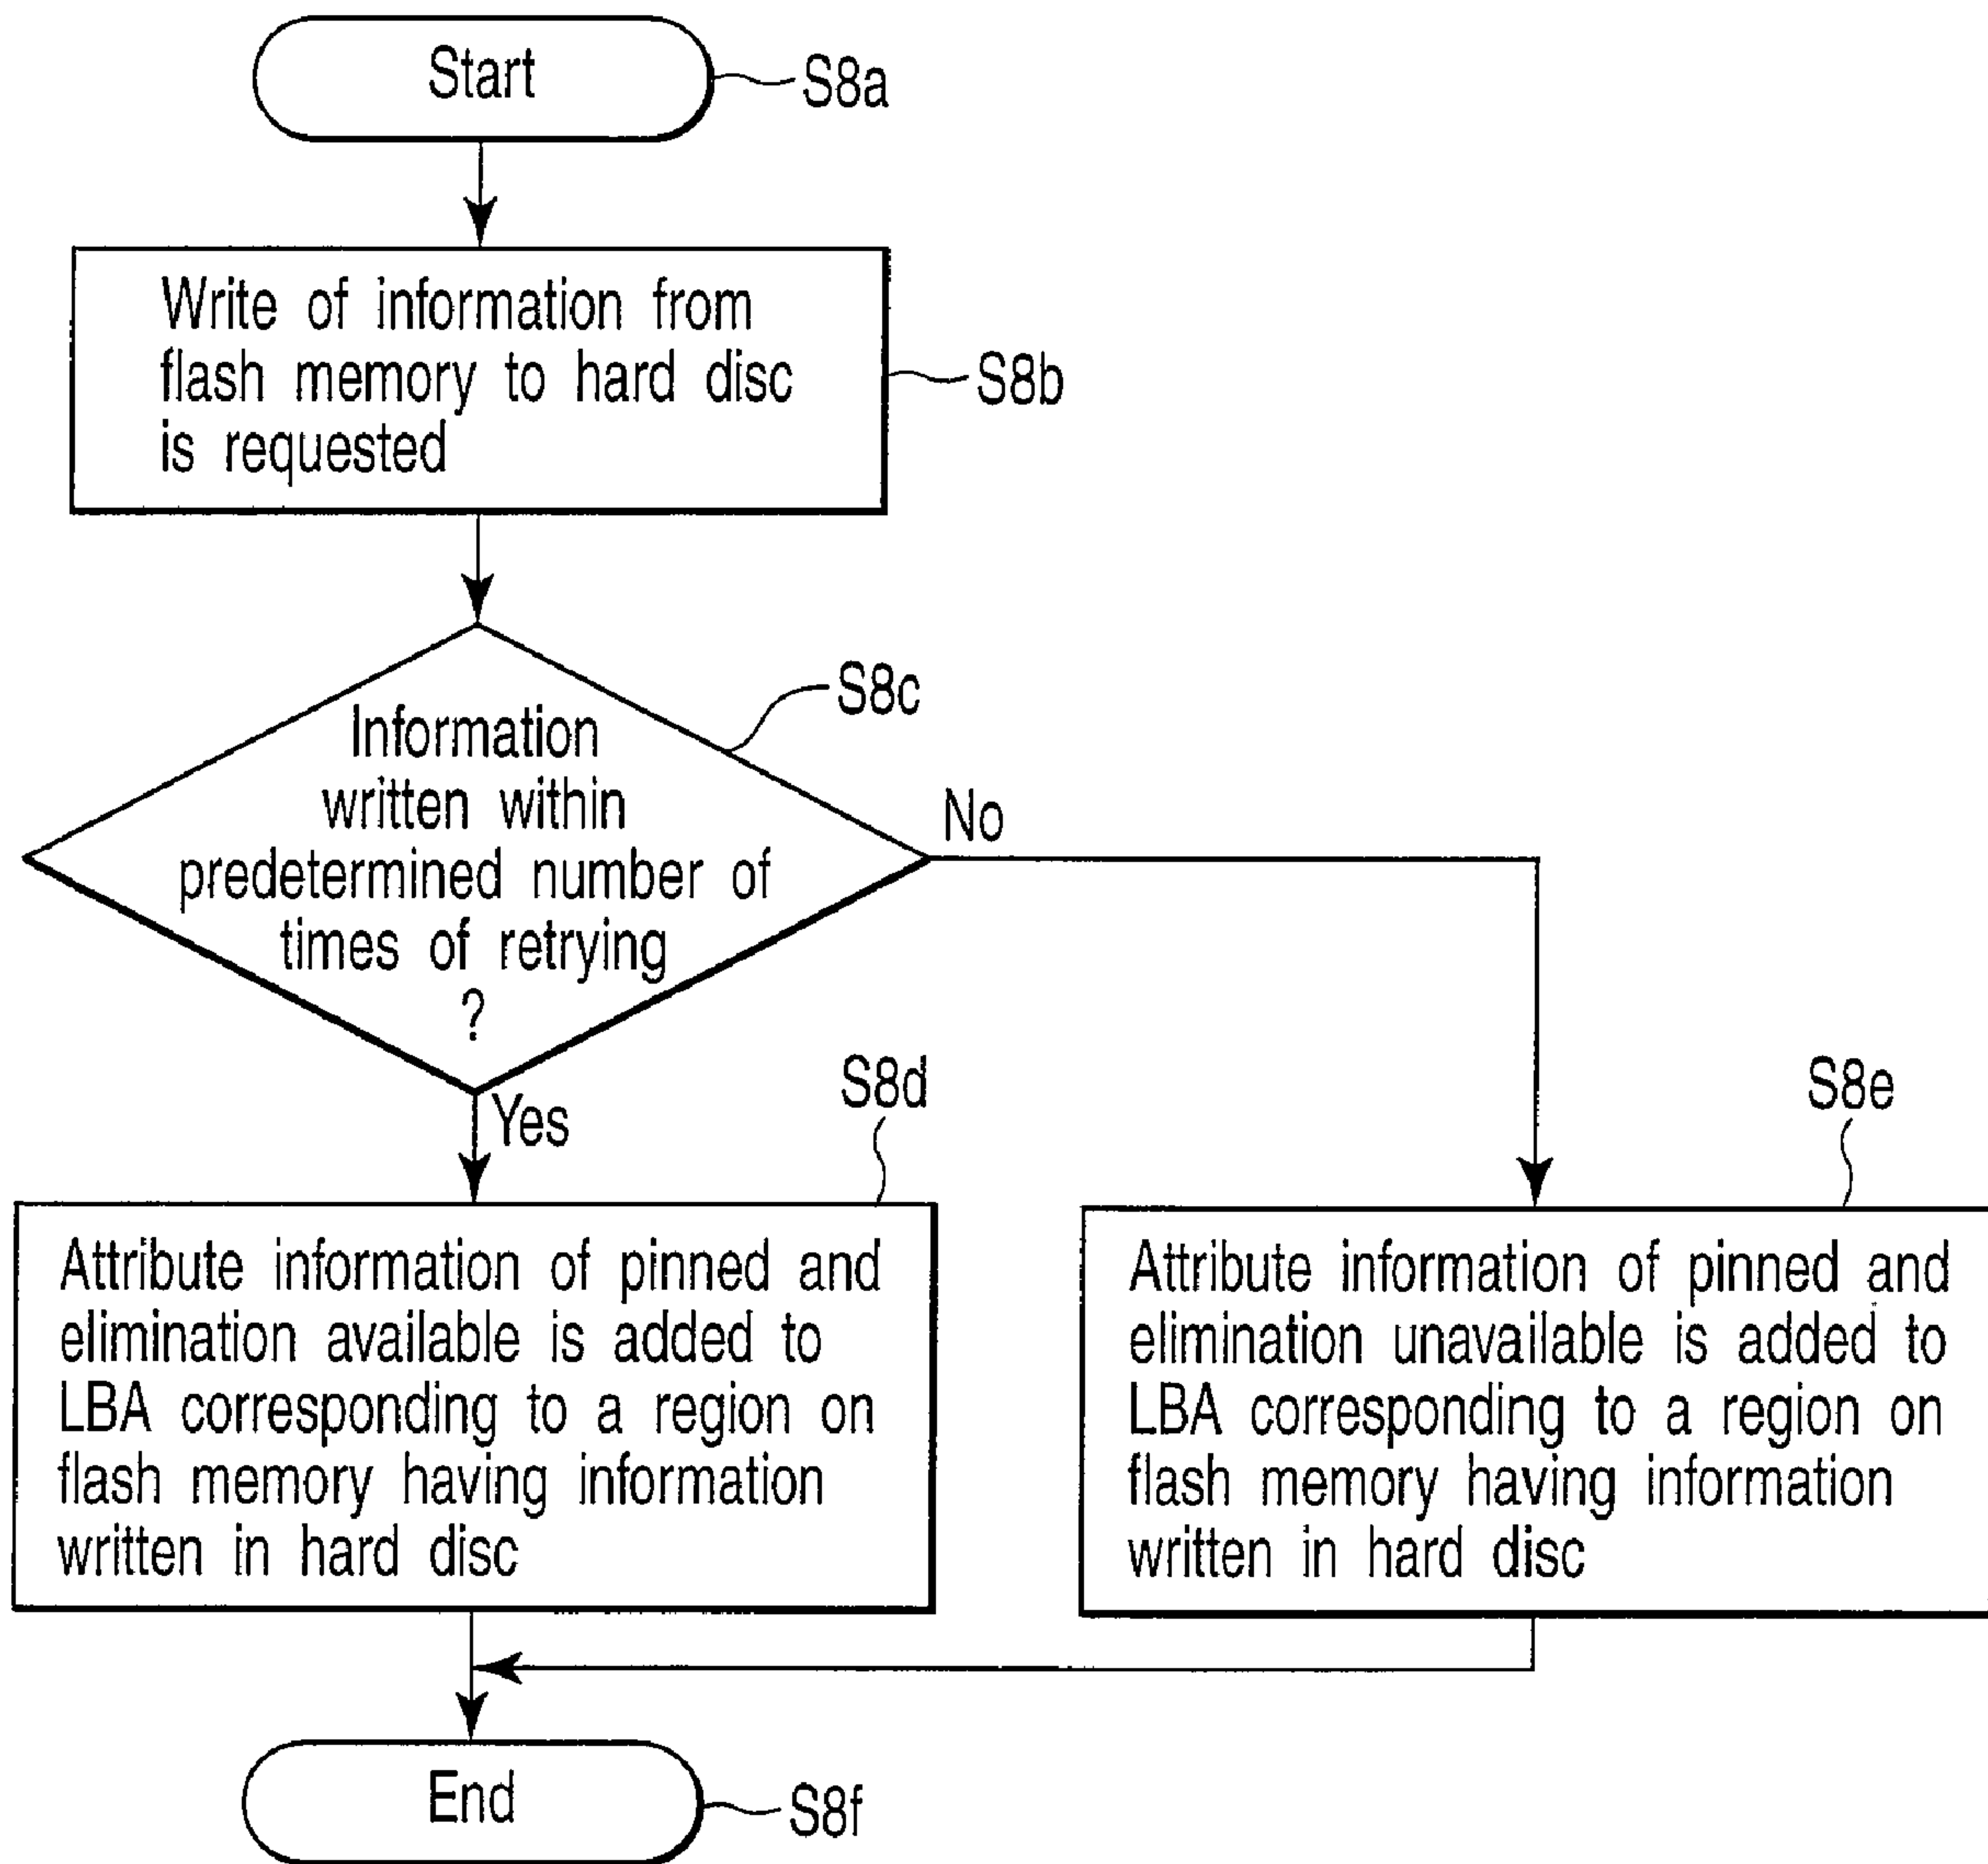 Start
S8a
Write of information from
flash memory to hard disc
is requested
S8b
S8c
Information
written within
predetermined number of
times of retrying
?
No
Yes
S8d
Attribute information of pinned and
elimination available is added to
LBA corresponding to a region on
flash memory having information
written in hard disc
S8e
Attribute information of pinned and
elimination unavailable is added to
LBA corresponding to a region on
flash memory having information
written in hard disc
End
S8f